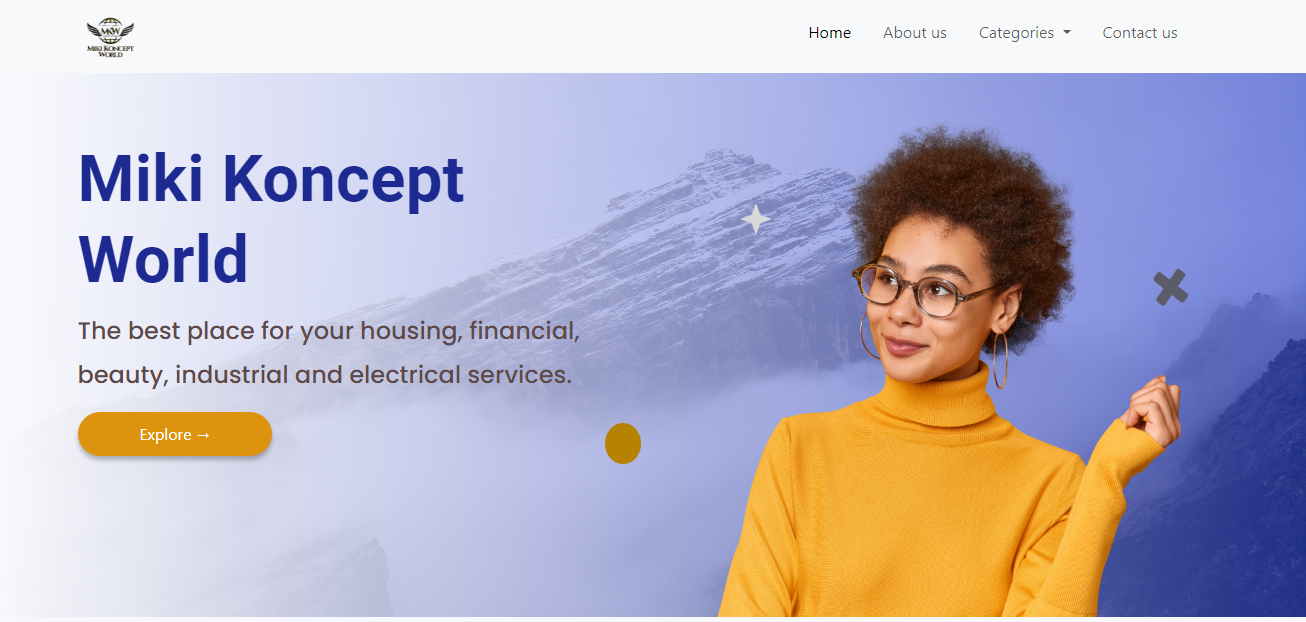 MKW
MIKI KONCEPT
WORLD
Home About us Categories Contact us
Miki Koncept
World
The best place for your housing, financial,
beauty, industrial and electrical services.
Explore →